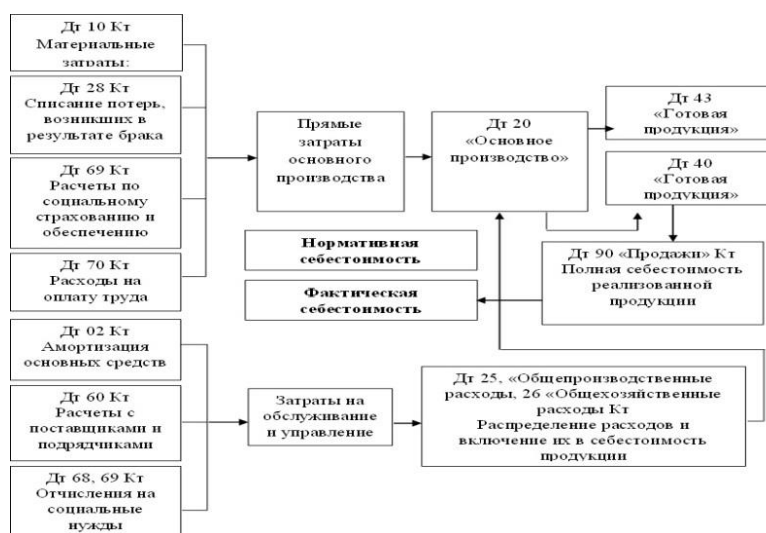 Дт 10 Кт
Материальные
затраты:
Дт 28 Кт
Списание потерь,
возникших в
результате брака
Дт 69 Кт
Расчеты по
социальному
страхованию и
обеспечению
Дт 70 Кт
Расходы на
оплату труда
Дт 02 Кт
Амортизация
основных средств
Дт 60 Кт
Расчеты с
поставщиками и
подрядчиками
Дт 68, 69 Кт
Отчисления на
социальные
нужды
Прямые
затраты
основного
производства
Дт 20
«Основное
производство»
Дт 43
«Готовая
продукция»
Дт 40
«Готовая
продукция»
Нормативная
себестоимость
Фактическая
себестоимость
Дт 90 «Продажи» Кт
Полная себестоимость
реализованной
продукции
Затраты на
обслуживание
и управление
Дт 25, «Общепроизводственные
расходы, 26 «Общехозяйственные
расходы Кт
Распределение расходов и
включение их в себестоимость
продукции